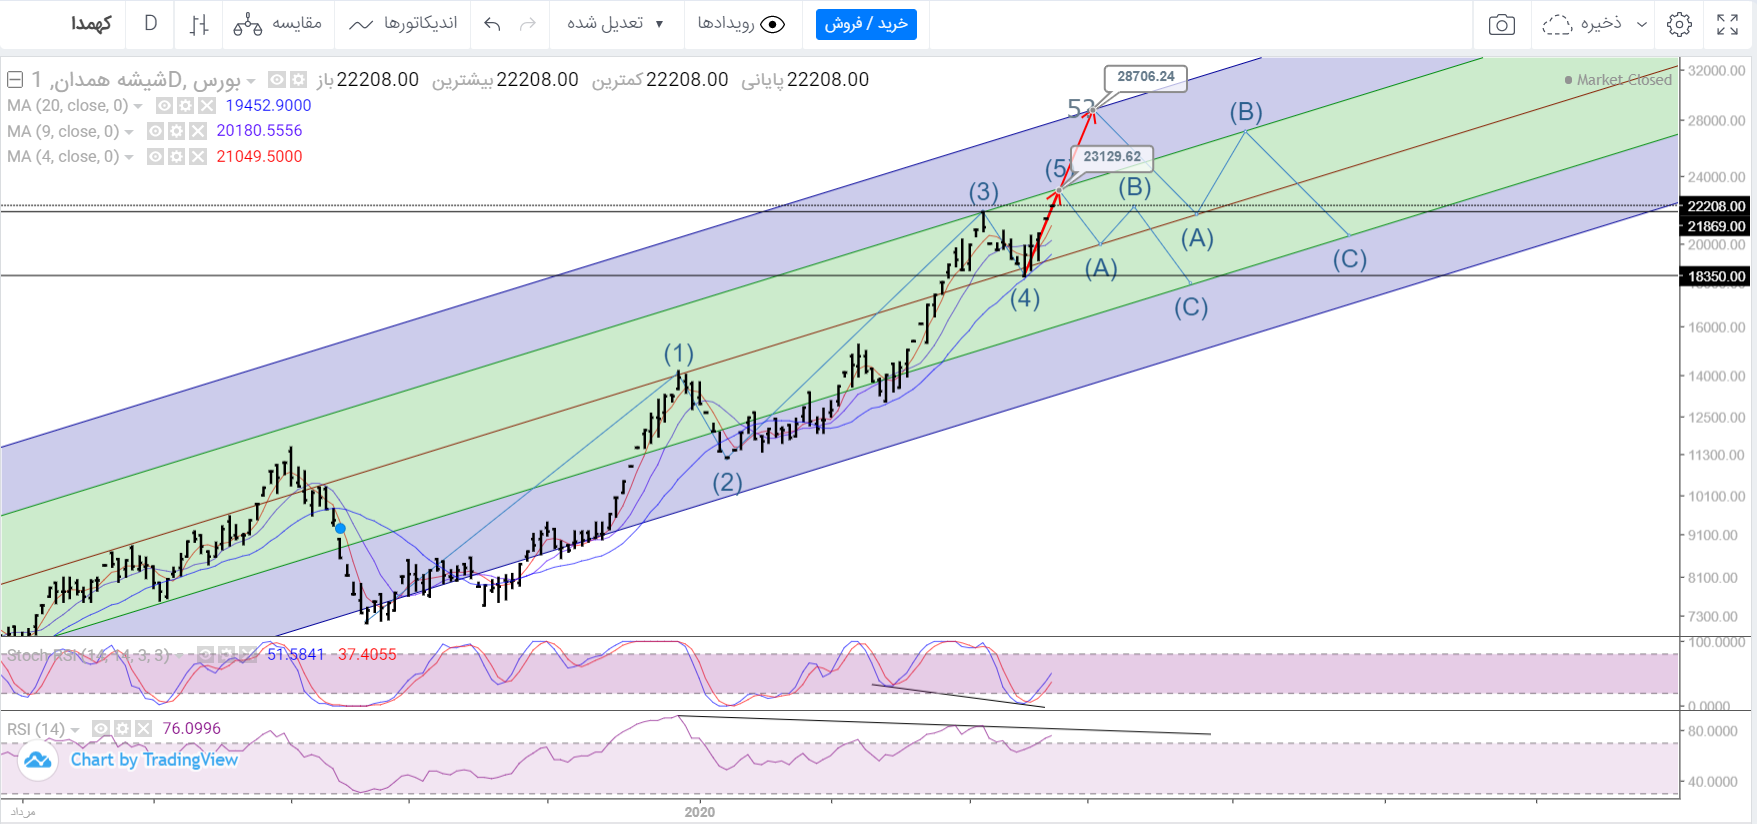 کهمدا D مقایسه اندیکاتورها تعدیل شده رویدادها خرید / فروش ذخیره
شیشه همدان, 1D, بورس باز 22208.00 بیشترین 22208.00 کمترین 22208.00 پایانی 22208.00
Market Closed
MA (20, close, 0) 19452.9000
MA (9, close, 0) 20180.5556
MA (4, close, 0) 21049.5000
28706.24
23129.62
(1)
(2)
(3)
(4)
(5)
(A)
(B)
(C)
(A)
(B)
(C)
32000.00
28000.00
24000.00
22208.00
21869.00
20000.00
18350.00
16000.00
14000.00
12500.00
11300.00
10100.00
9100.00
8100.00
7300.00
Stoch RSI (14, 14, 3, 3) 51.5841 37.4055
100.0000
0.0000
RSI (14) 76.0996
80.0000
40.0000
Chart by TradingView
مرداد 2020